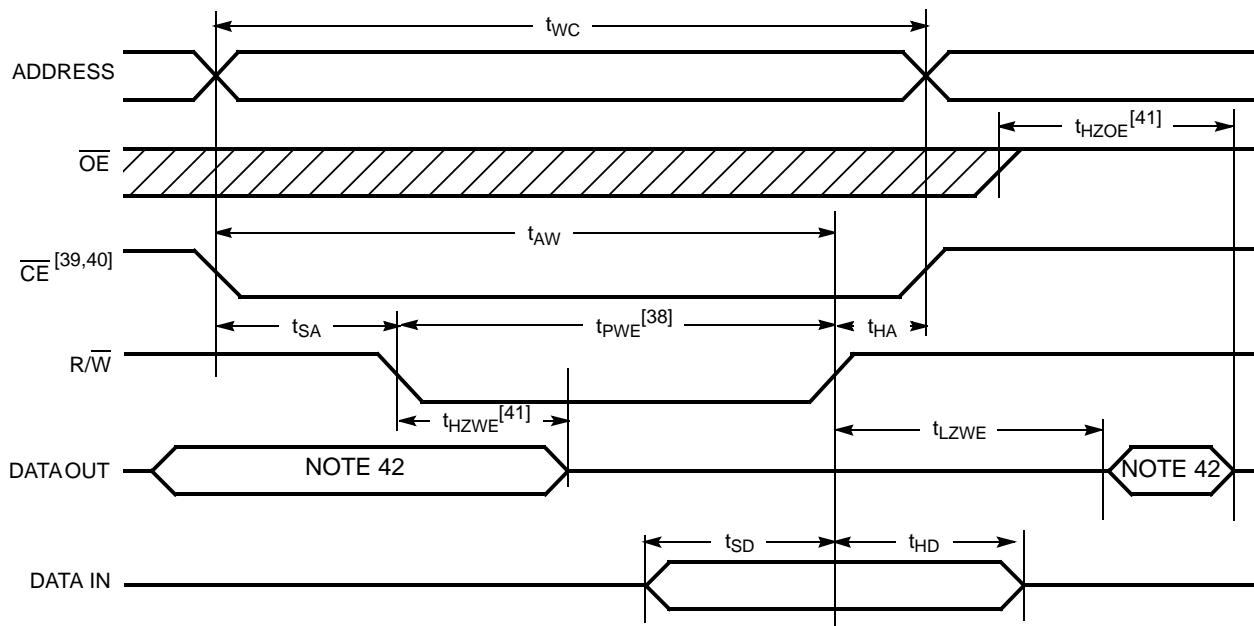 tWC
ADDRESS
tHZOE[41]
OE
tAW
CE [39,40]
tSA
tPWE[38]
tHA
R/W
tHZWE[41]
tLZWE
DATA OUT
NOTE 42
NOTE 42
tSD
tHD
DATA IN